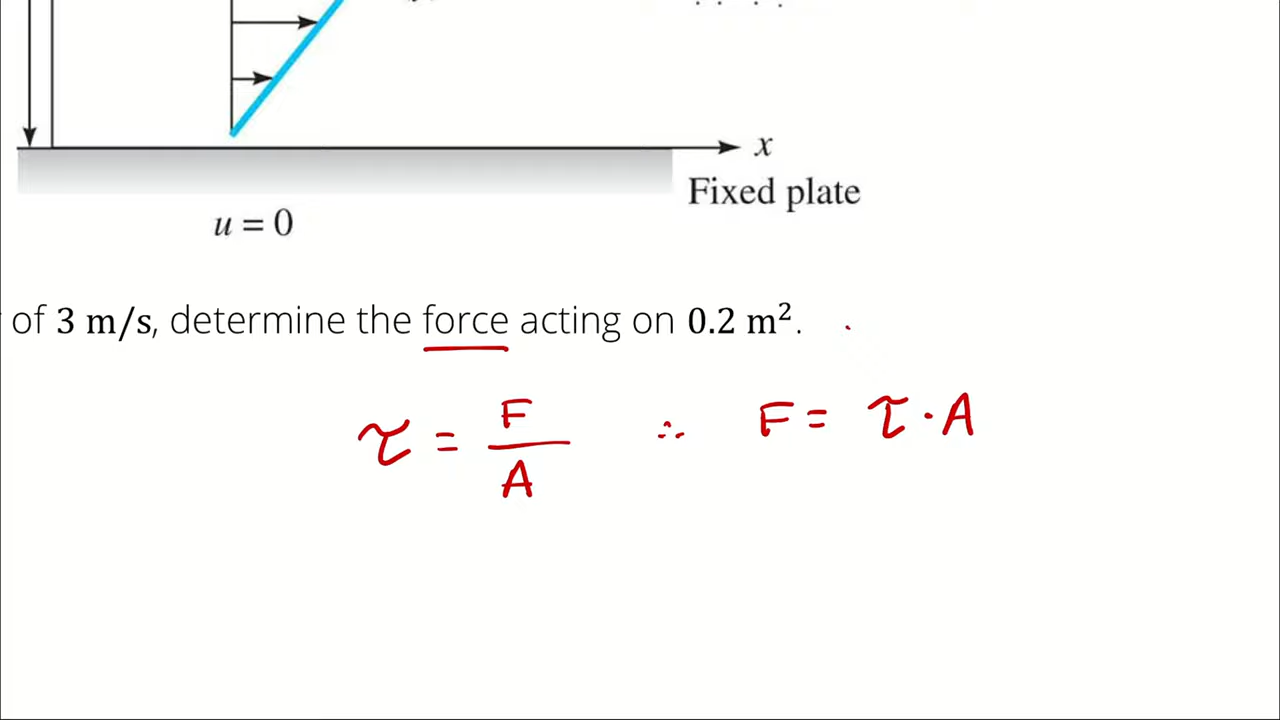 x
Fixed plate
u = 0
of 3 m/s, determine the force acting on 0.2 m².
τ = F/A ∴ F = τ · A